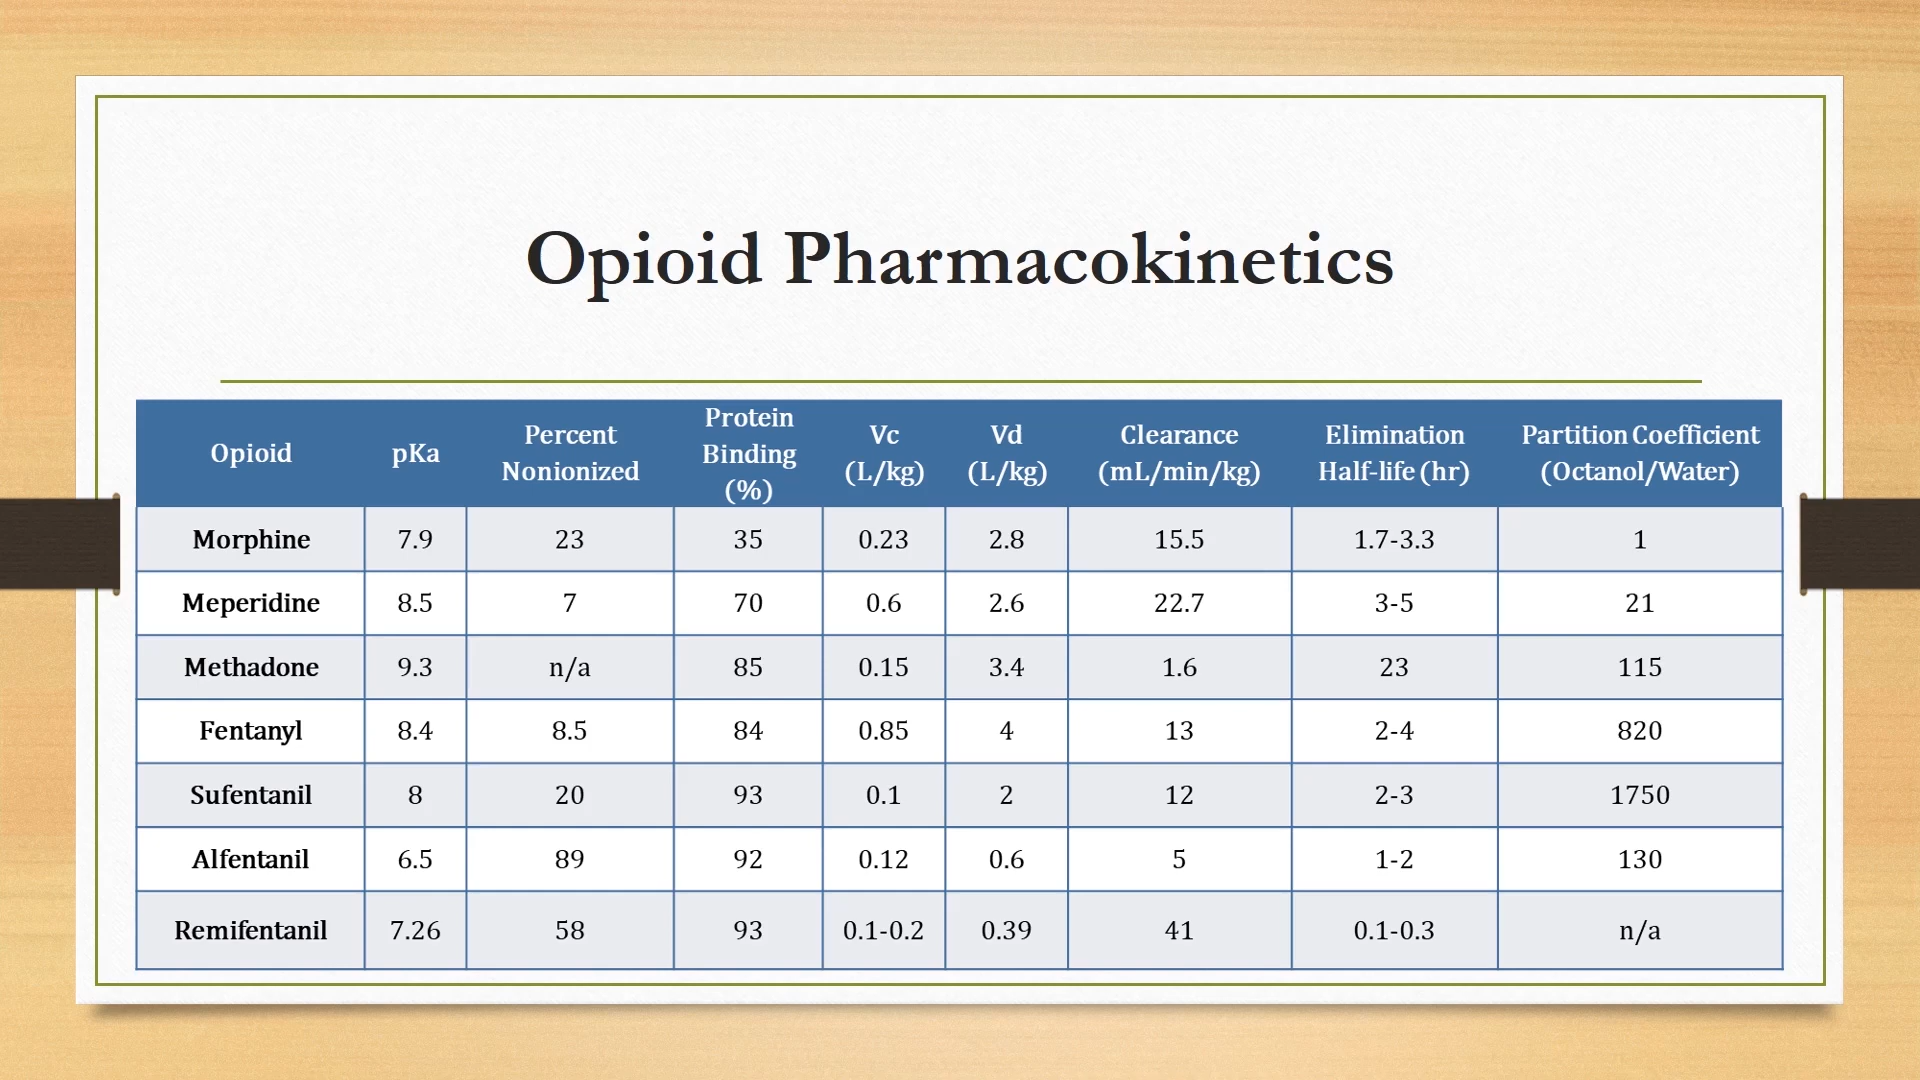 Opioid Pharmacokinetics
Opioid pKa Percent Nonionized Protein Binding (%) Vc (L/kg) Vd (L/kg) Clearance (mL/min/kg) Elimination Half-life (hr) Partition Coefficient (Octanol/Water)
Morphine 7.9 23 35 0.23 2.8 15.5 1.7-3.3 1
Meperidine 8.5 7 70 0.6 2.6 22.7 3-5 21
Methadone 9.3 n/a 85 0.15 3.4 1.6 23 115
Fentanyl 8.4 8.5 84 0.85 4 13 2-4 820
Sufentanil 8 20 93 0.1 2 12 2-3 1750
Alfentanil 6.5 89 92 0.12 0.6 5 1-2 130
Remifentanil 7.26 58 93 0.1-0.2 0.39 41 0.1-0.3 n/a